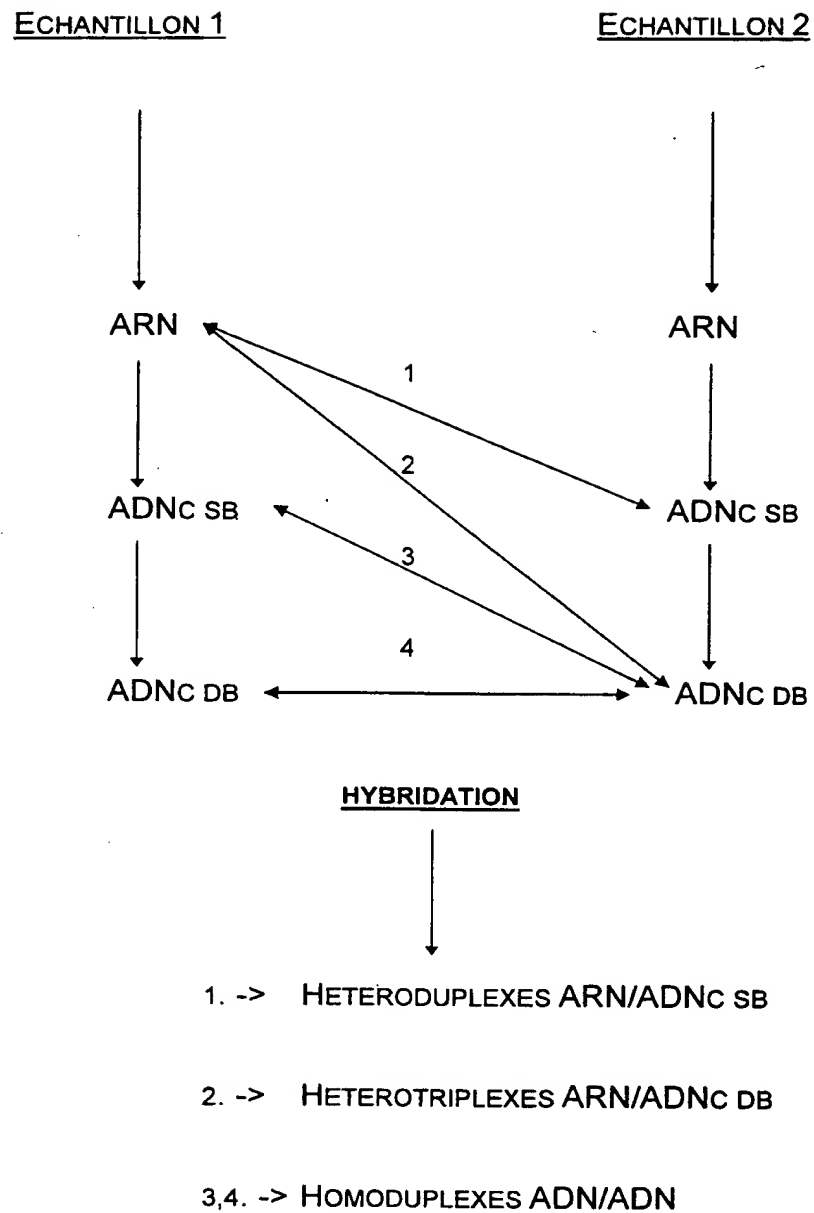 ECHANTILLON 1
ECHANTILLON 2
ARN
ARN
1
2
ADNC SB
ADNC SB
3
4
ADNC DB
ADNC DB
HYBRIDATION
1. -> HETERODUPLEXES ARN/ADNC SB
2. -> HETEROTRIPLEXES ARN/ADNC DB
3,4. -> HOMODUPLEXES ADN/ADN